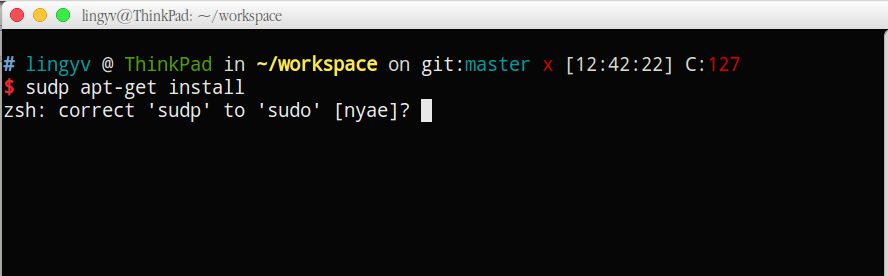 lingyv@ThinkPad: ~/workspace
# lingyv @ ThinkPad in ~/workspace on git:master x [12:42:22] C:127
$ sudp apt-get install
zsh: correct 'sudp' to 'sudo' [nyae]?